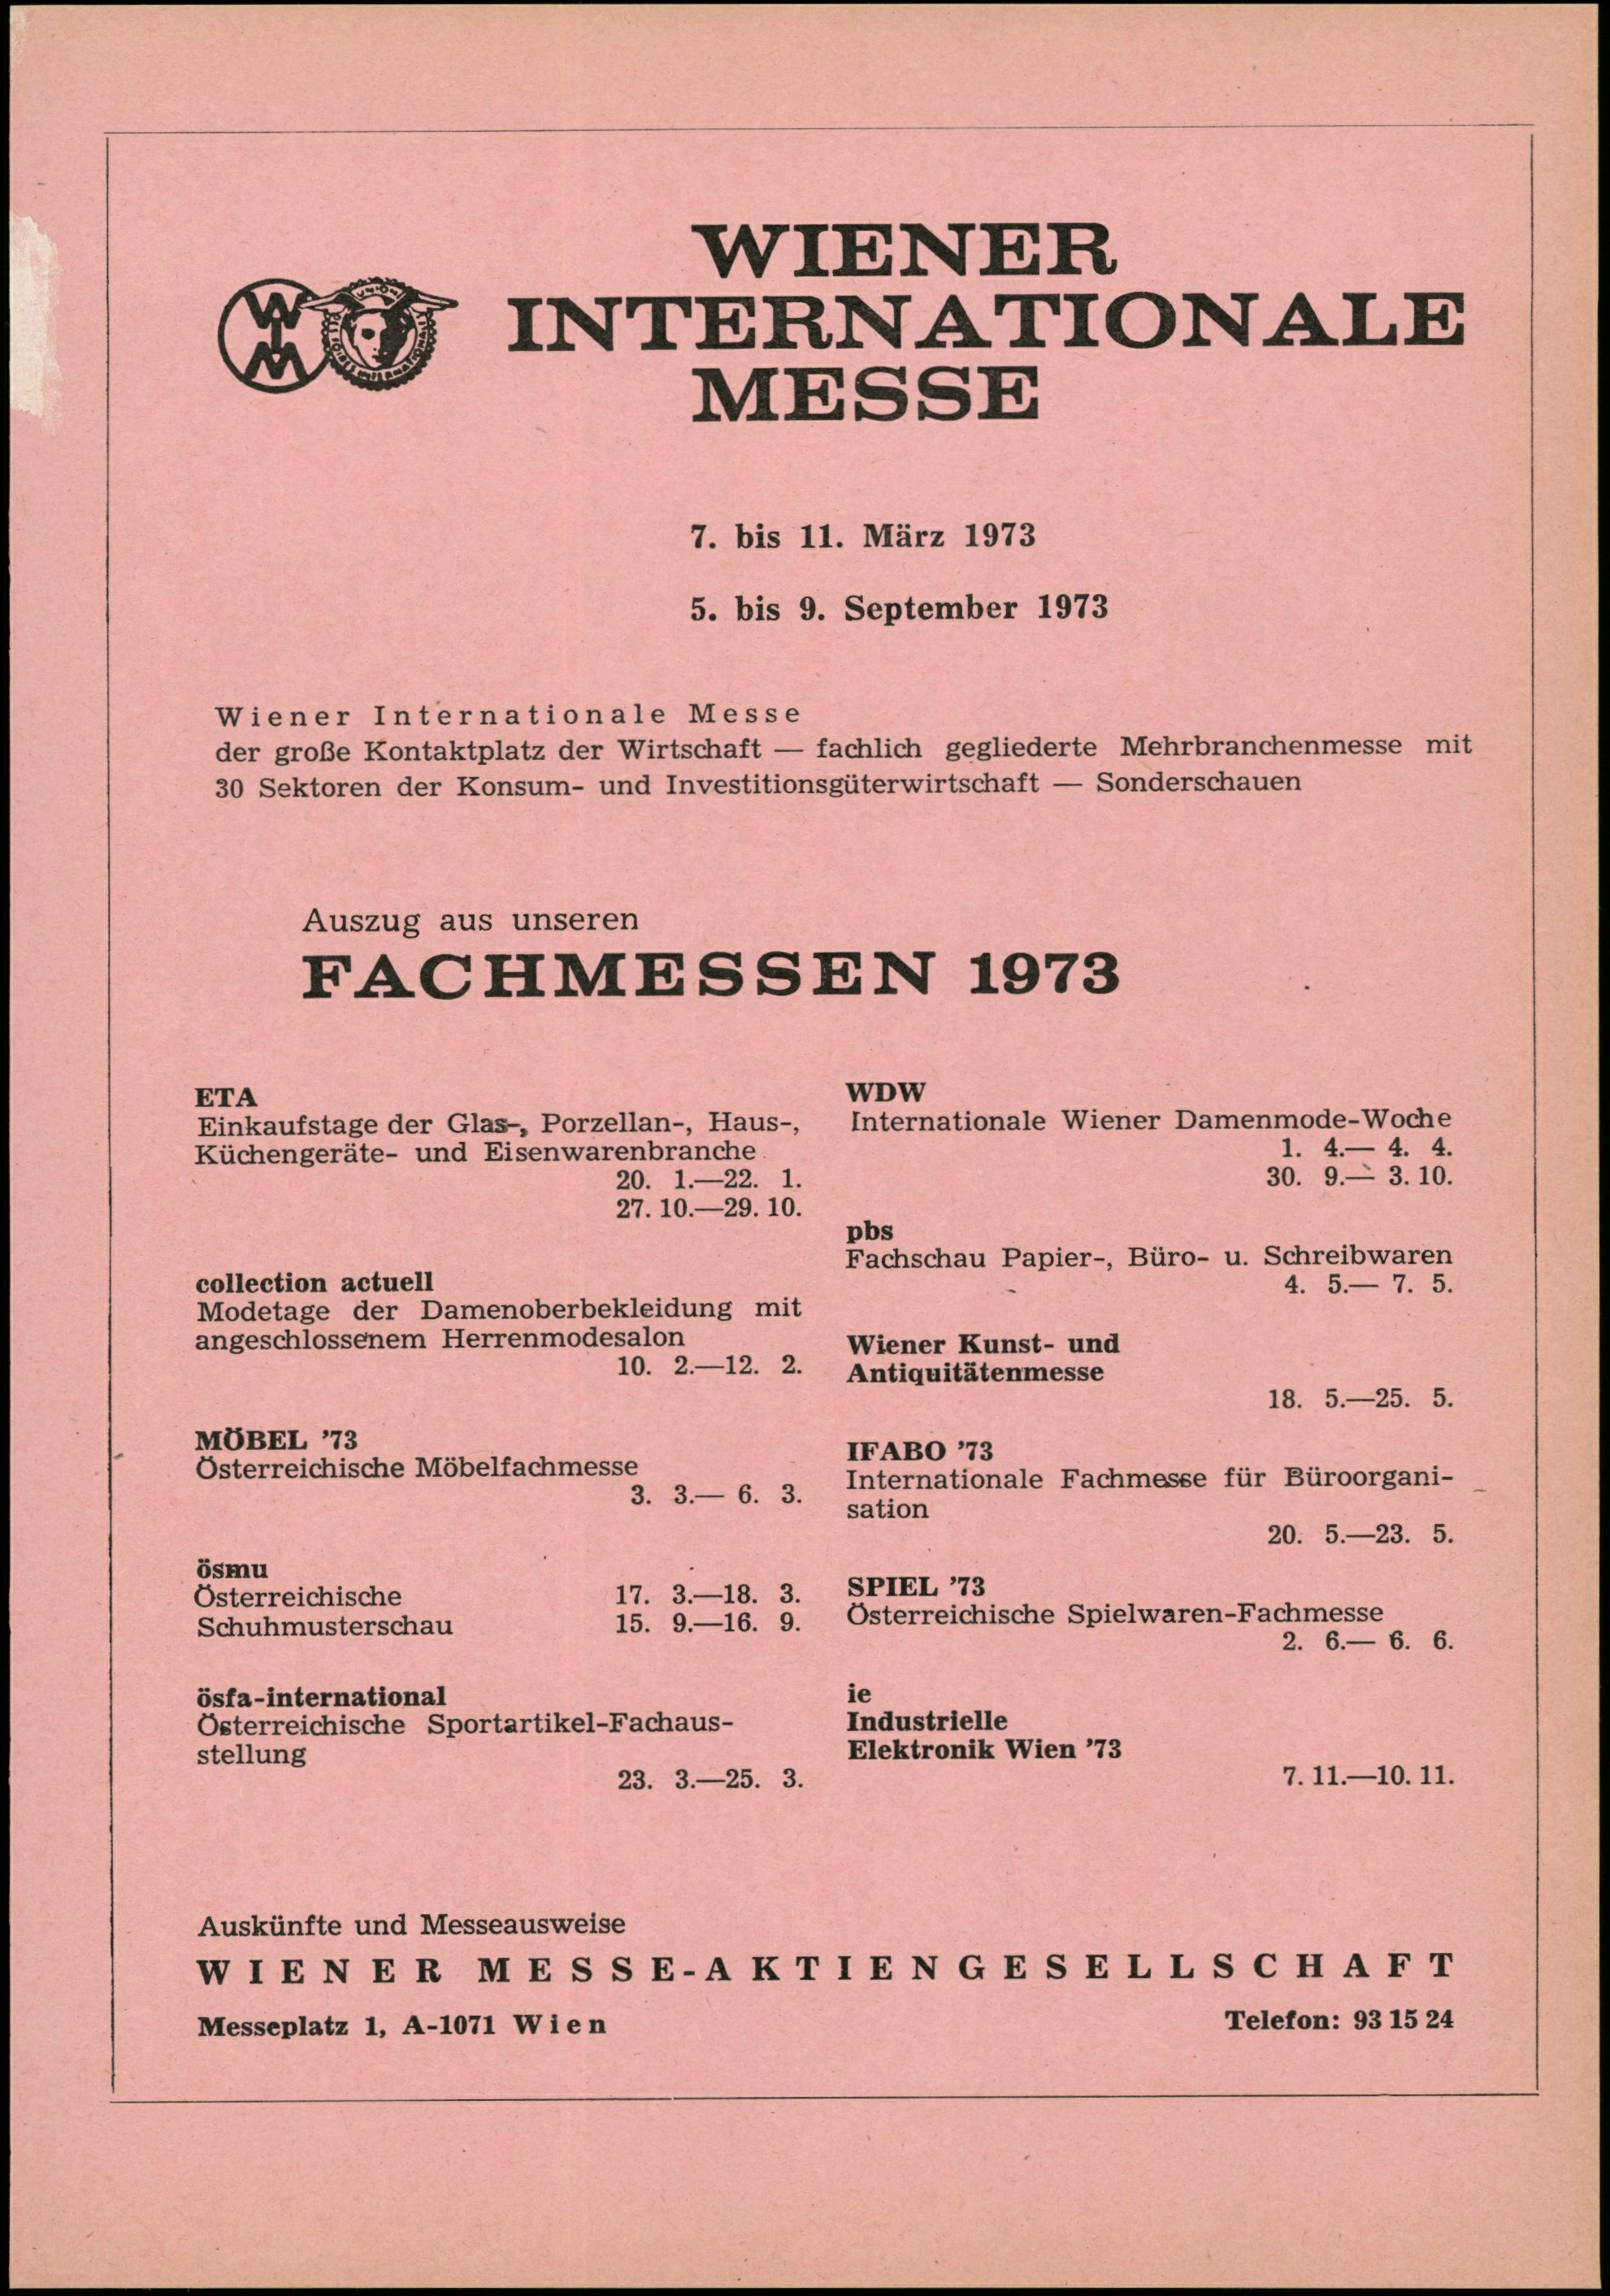 WIENER
INTERNATIONALE
MESSE
WIM
UNION
DES FOIRES INTERNATIONALES
7. bis 11. März 1973
5. bis 9. September 1973
Wiener Internationale Messe
der große Kontaktplatz der Wirtschaft — fachlich gegliederte Mehrbranchenmesse mit
30 Sektoren der Konsum- und Investitionsgüterwirtschaft — Sonderschauen
Auszug aus unseren
FACHMESSEN 1973
ETA
Einkaufstage der Glas-, Porzellan-, Haus-,
Küchengeräte- und Eisenwarenbranche
20. 1.—22. 1.
27. 10.—29. 10.
collection actuell
Modetage der Damenoberbekleidung mit
angeschlossenem Herrenmodesalon
10. 2.—12. 2.
MÖBEL ’73
Österreichische Möbelfachmesse
3. 3.— 6. 3.
ösmu
Österreichische 17. 3.—18. 3.
Schuhmusterschau 15. 9.—16. 9.
ösfa-international
Österreichische Sportartikel-Fachaus-
stellung
23. 3.—25. 3.
WDW
Internationale Wiener Damenmode-Woche
1. 4.— 4. 4.
30. 9.— 3. 10.
pbs
Fachschau Papier-, Büro- u. Schreibwaren
4. 5.— 7. 5.
Wiener Kunst- und
Antiquitätenmesse
18. 5.—25. 5.
IFABO ’73
Internationale Fachmesse für Büroorgani-
sation
20. 5.—23. 5.
SPIEL ’73
Österreichische Spielwaren-Fachmesse
2. 6.— 6. 6.
ie
Industrielle
Elektronik Wien ’73
7. 11.—10. 11.
Auskünfte und Messeausweise
WIENER MESSE-AKTIENGESELLSCHAFT
Messeplatz 1, A-1071 Wien Telefon: 93 15 24